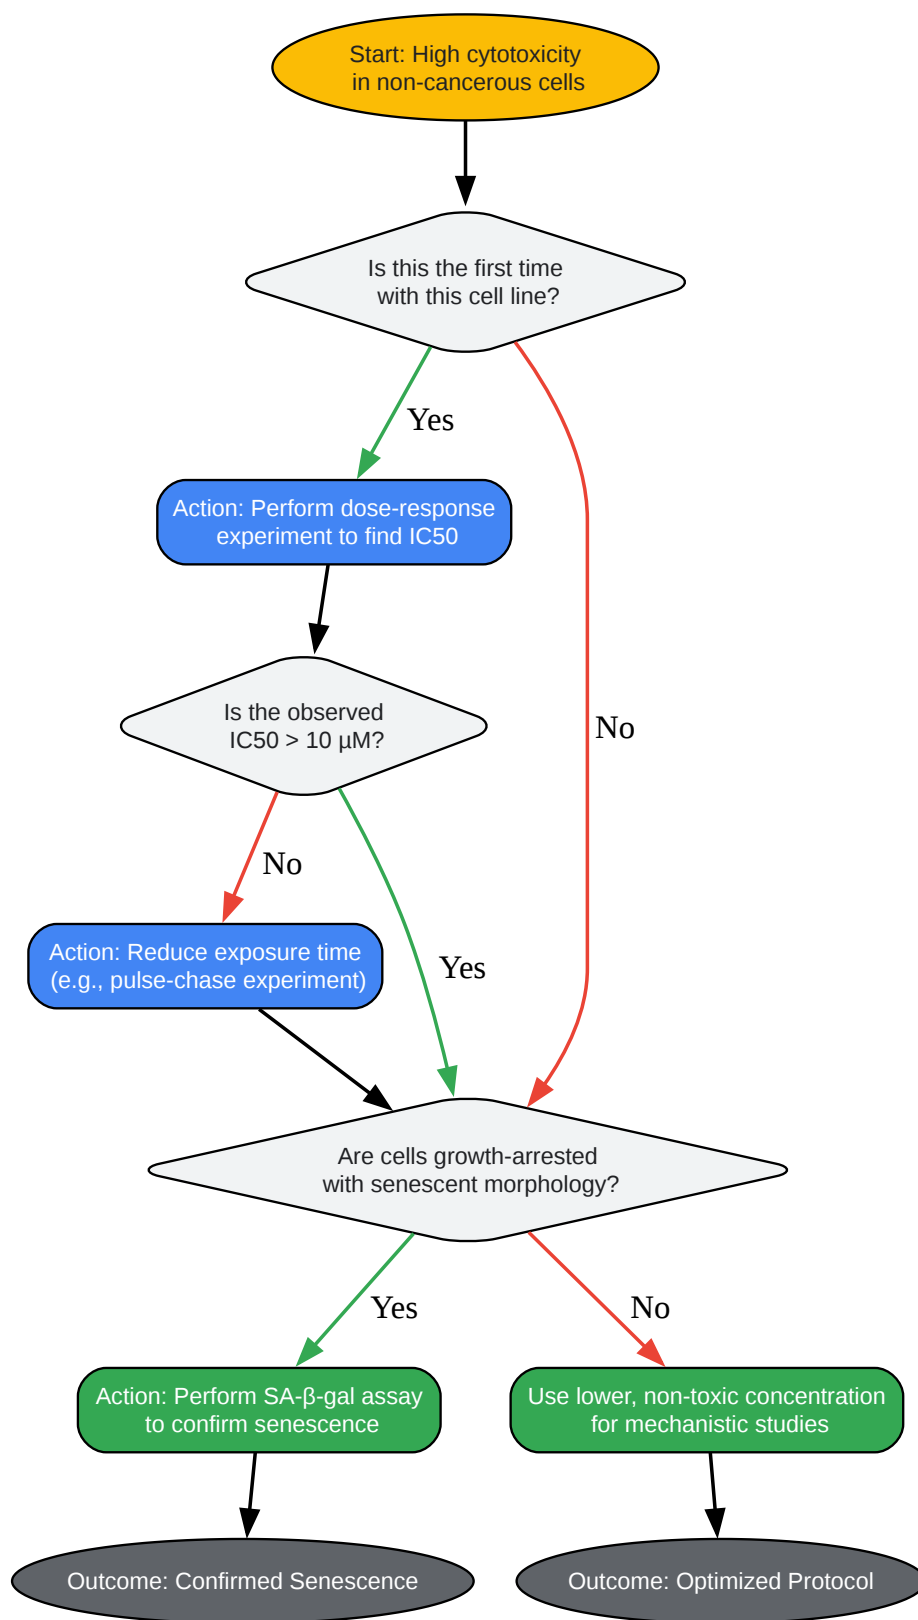 Start: High cytotoxicity
in non-cancerous cells
Is this the first time
with this cell line?
Yes
Action: Perform dose-response
experiment to find IC50
Is the observed
IC50 > 10 µM?
No
No
Action: Reduce exposure time
(e.g., pulse-chase experiment)
Yes
Are cells growth-arrested
with senescent morphology?
Yes
No
Action: Perform SA-β-gal assay
to confirm senescence
Use lower, non-toxic concentration
for mechanistic studies
Outcome: Confirmed Senescence
Outcome: Optimized Protocol